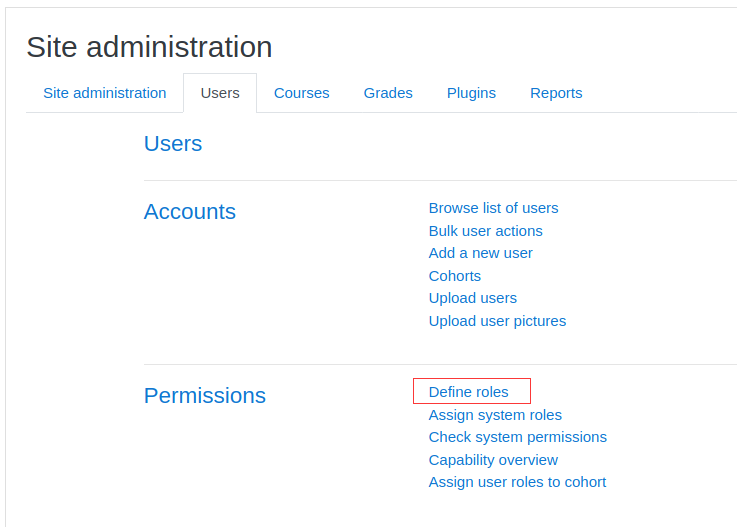 Site administration
Site administration Users Courses Grades Plugins Reports
Users
Accounts
Browse list of users
Bulk user actions
Add a new user
Cohorts
Upload users
Upload user pictures
Permissions
Define roles
Assign system roles
Check system permissions
Capability overview
Assign user roles to cohort